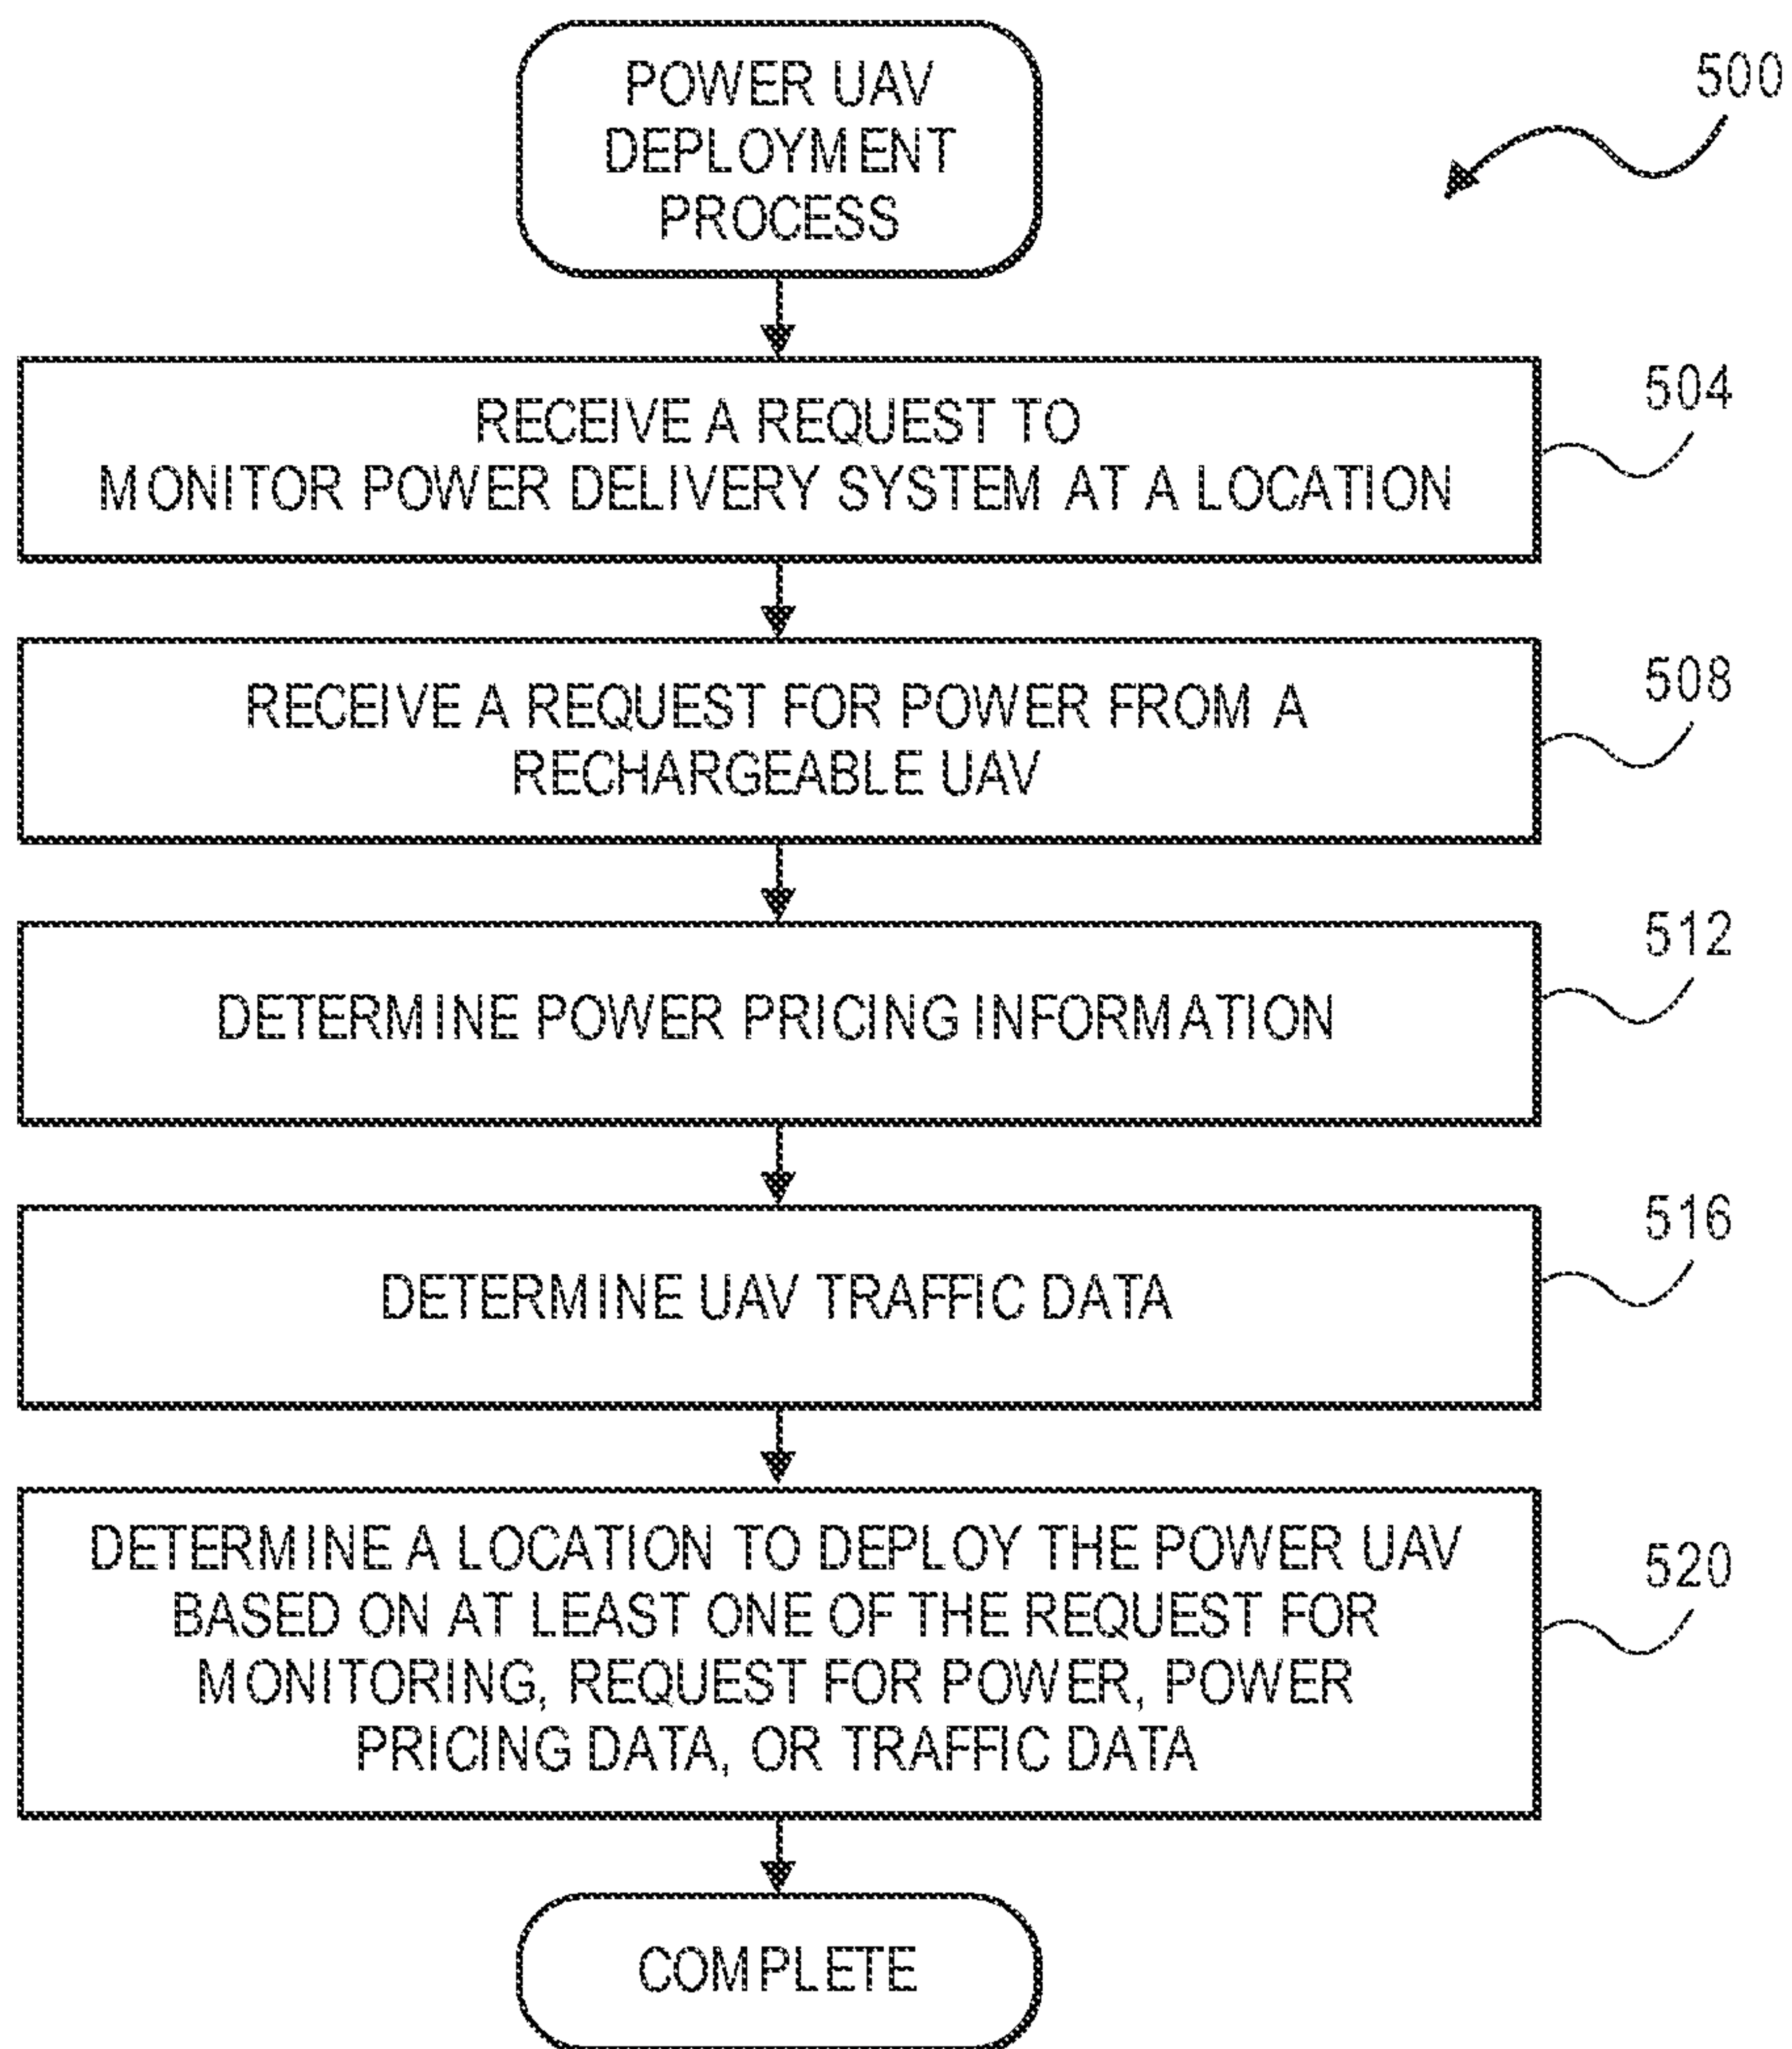 POWER UAV
DEPLOYMENT
PROCESS
500
RECEIVE A REQUEST TO
MONITOR POWER DELIVERY SYSTEM AT A LOCATION
504
RECEIVE A REQUEST FOR POWER FROM A
RECHARGEABLE UAV
508
DETERMINE POWER PRICING INFORMATION
512
DETERMINE UAV TRAFFIC DATA
516
DETERMINE A LOCATION TO DEPLOY THE POWER UAV
BASED ON AT LEAST ONE OF THE REQUEST FOR
MONITORING, REQUEST FOR POWER, POWER
PRICING DATA, OR TRAFFIC DATA
520
COMPLETE